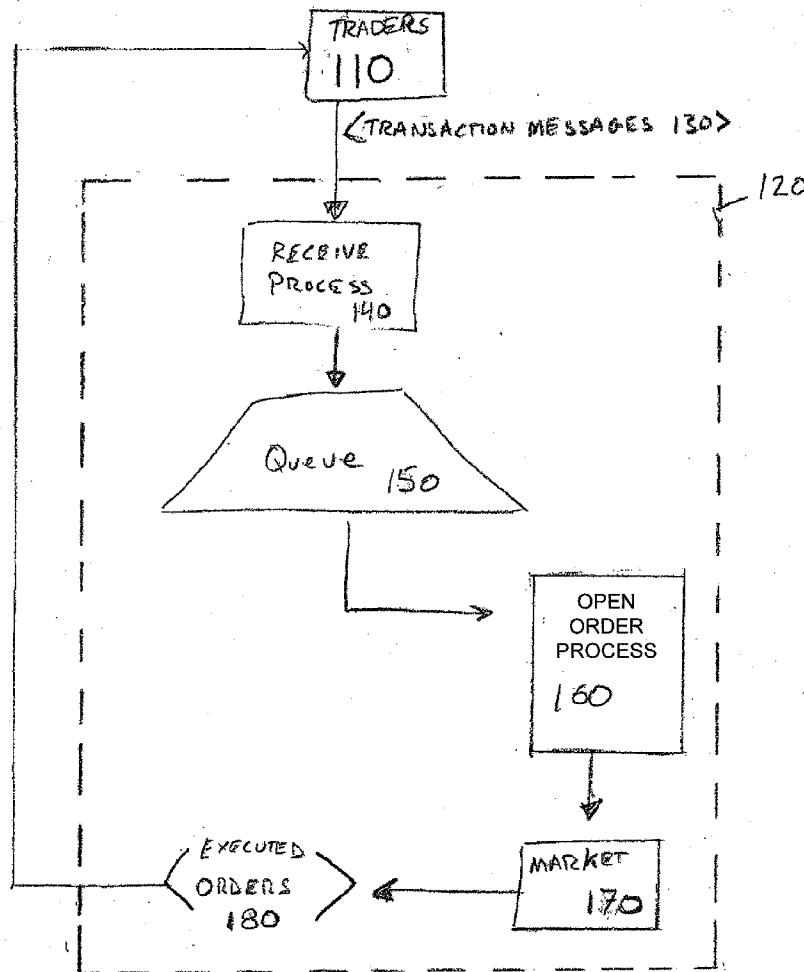 TRADERS
110
<TRANSACTION MESSAGES 130>
120
RECEIVE
PROCESS
140
Queue
150
OPEN
ORDER
PROCESS
160
MARKET
170
EXECUTED
ORDERS
180